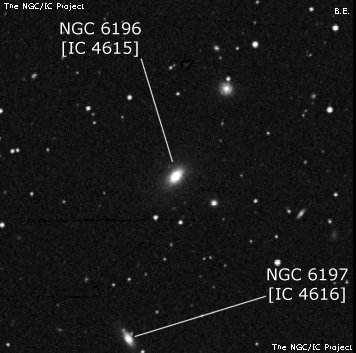 The NGC/IC Project
B.E.
NGC 6196
[IC 4615]
NGC 6197
[IC 4616]
The NGC/IC Project